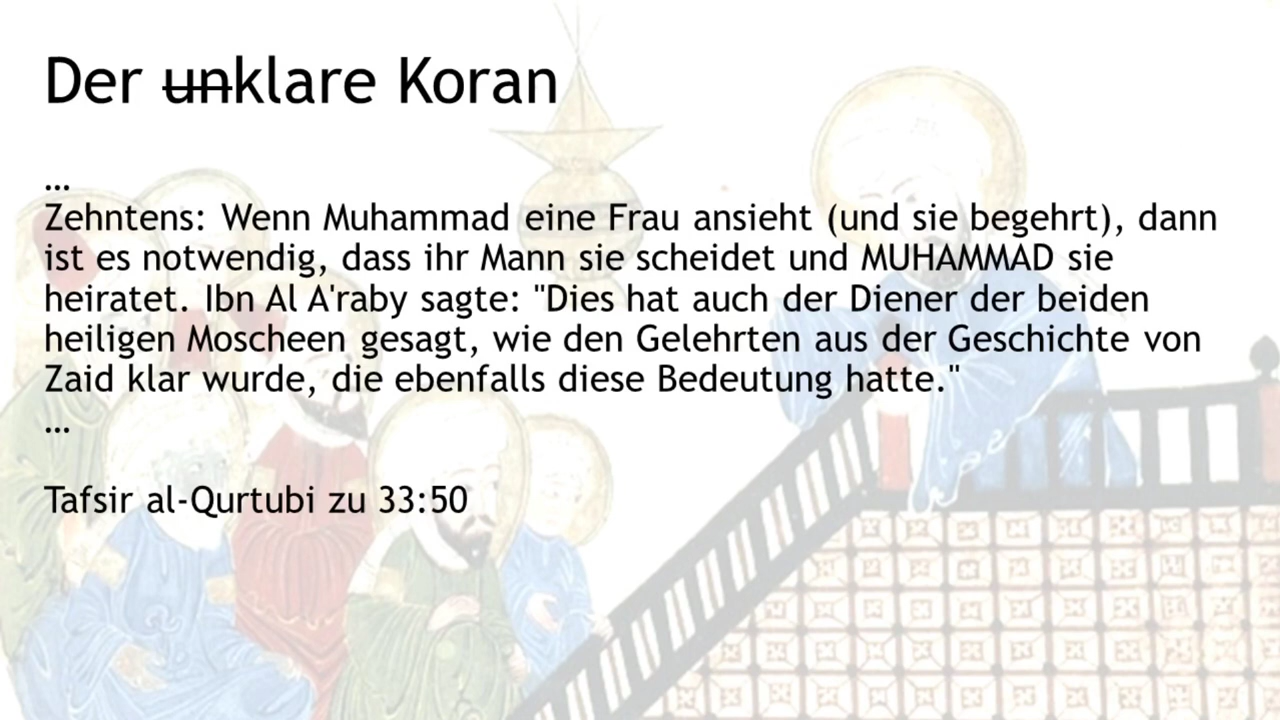 Der unklare Koran
...
Zehntens: Wenn Muhammad eine Frau ansieht (und sie begehrt), dann
ist es notwendig, dass ihr Mann sie scheidet und MUHAMMAD sie
heiratet. Ibn Al A'raby sagte: "Dies hat auch der Diener der beiden
heiligen Moscheen gesagt, wie den Gelehrten aus der Geschichte von
Zaid klar wurde, die ebenfalls diese Bedeutung hatte."
...
Tafsir al-Qurtubi zu 33:50